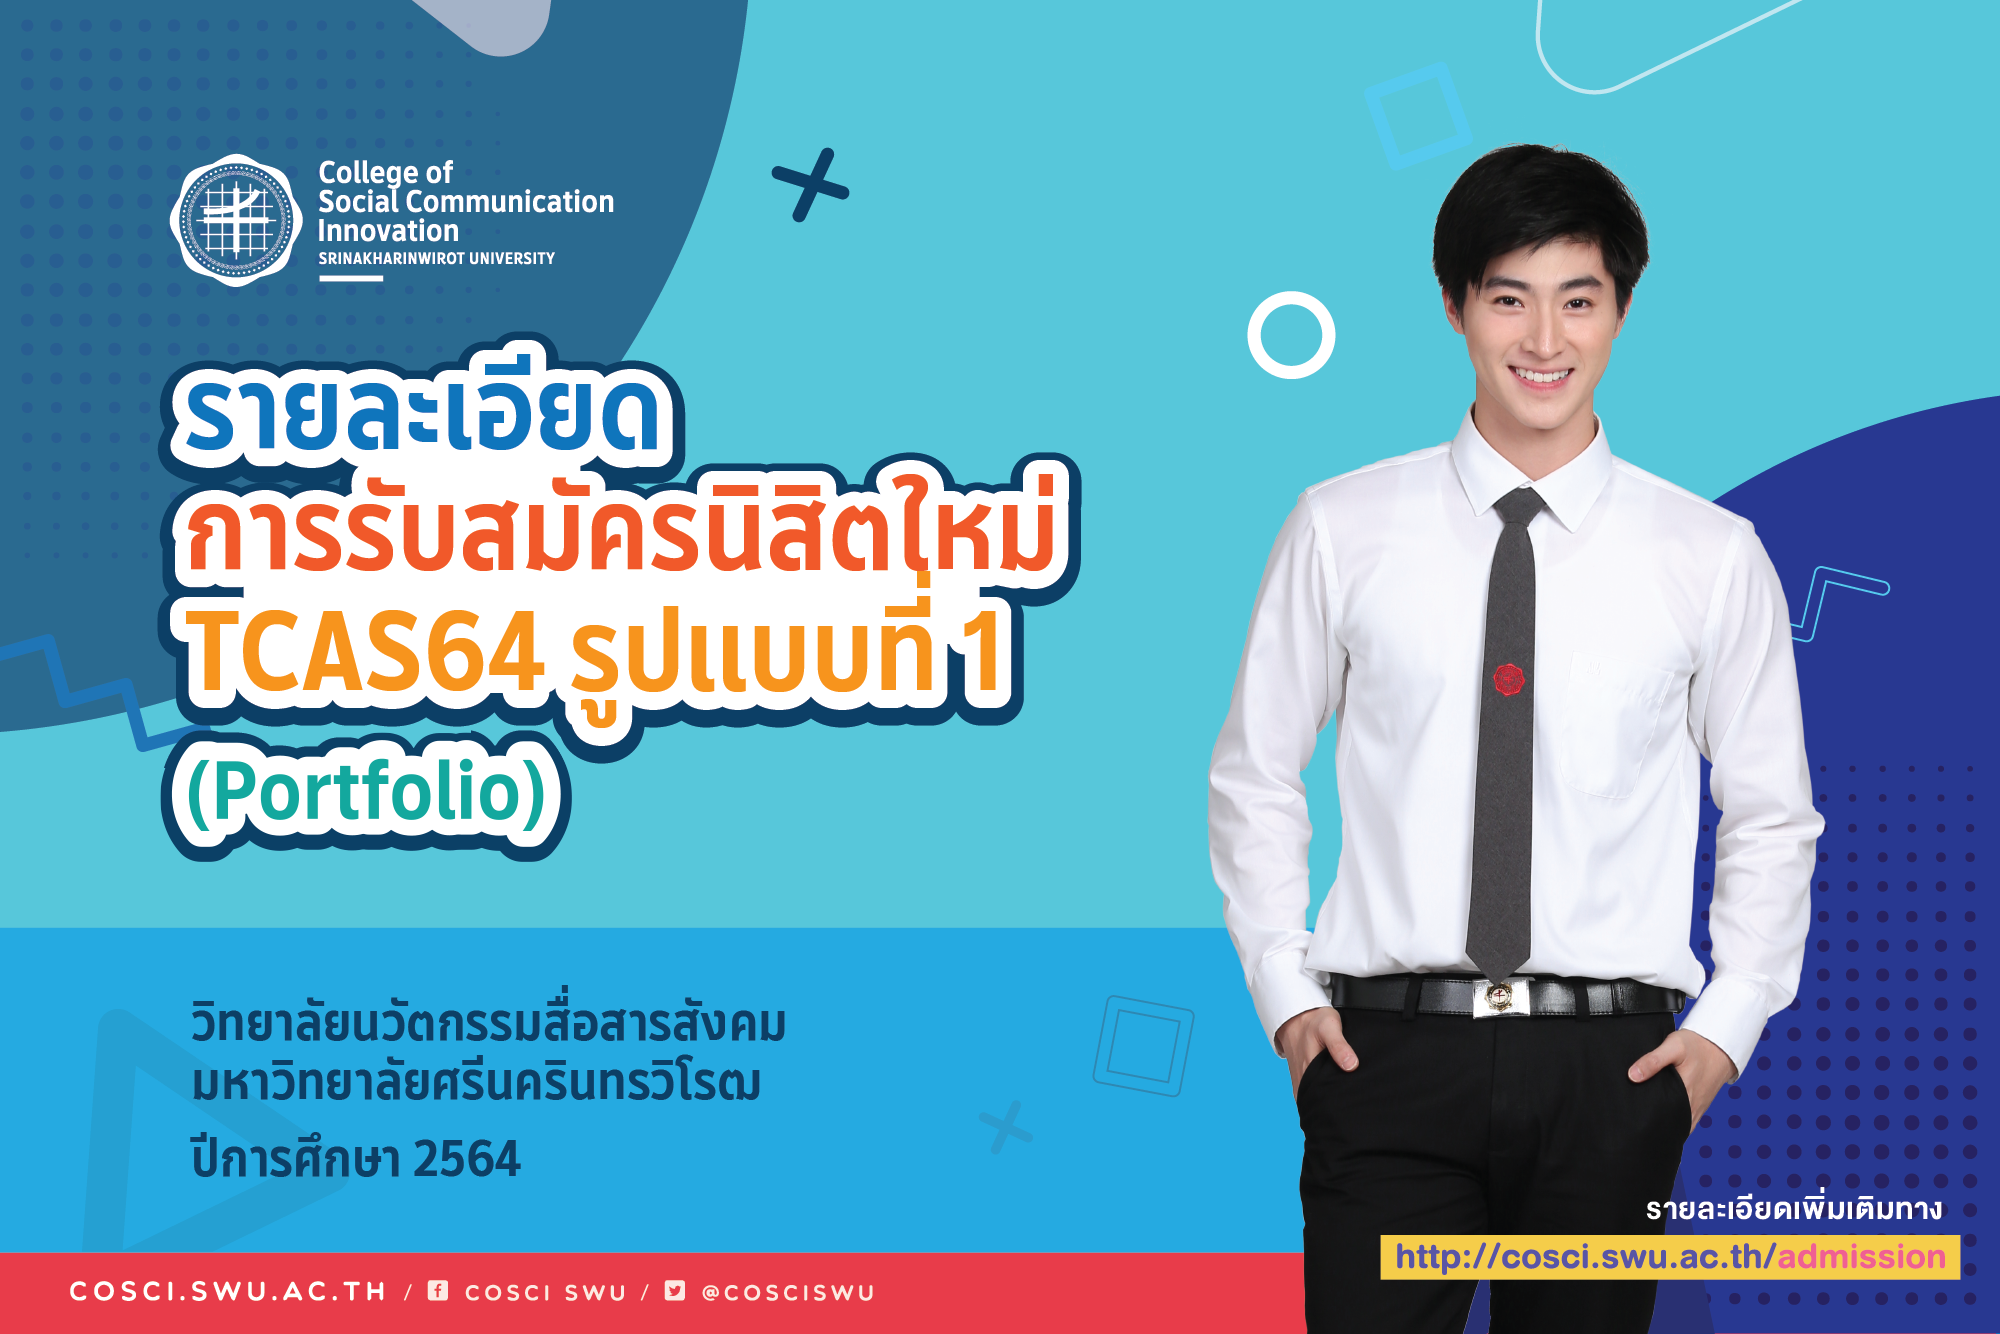 College of
Social Communication
Innovation
SRINAKHARINWIROT UNIVERSITY
รายละเอียด
การรับสมัครนิสิตใหม่
TCAS64 รูปแบบที่ 1
(Portfolio)
วิทยาลัยนวัตกรรมสื่อสารสังคม
มหาวิทยาลัยศรีนครินทรวิโรฒ
ปีการศึกษา 2564
รายละเอียดเพิ่มเติมทาง
http://cosci.swu.ac.th/admission
COSCI.SWU.AC.TH / COSCI SWU / @COSCISWU